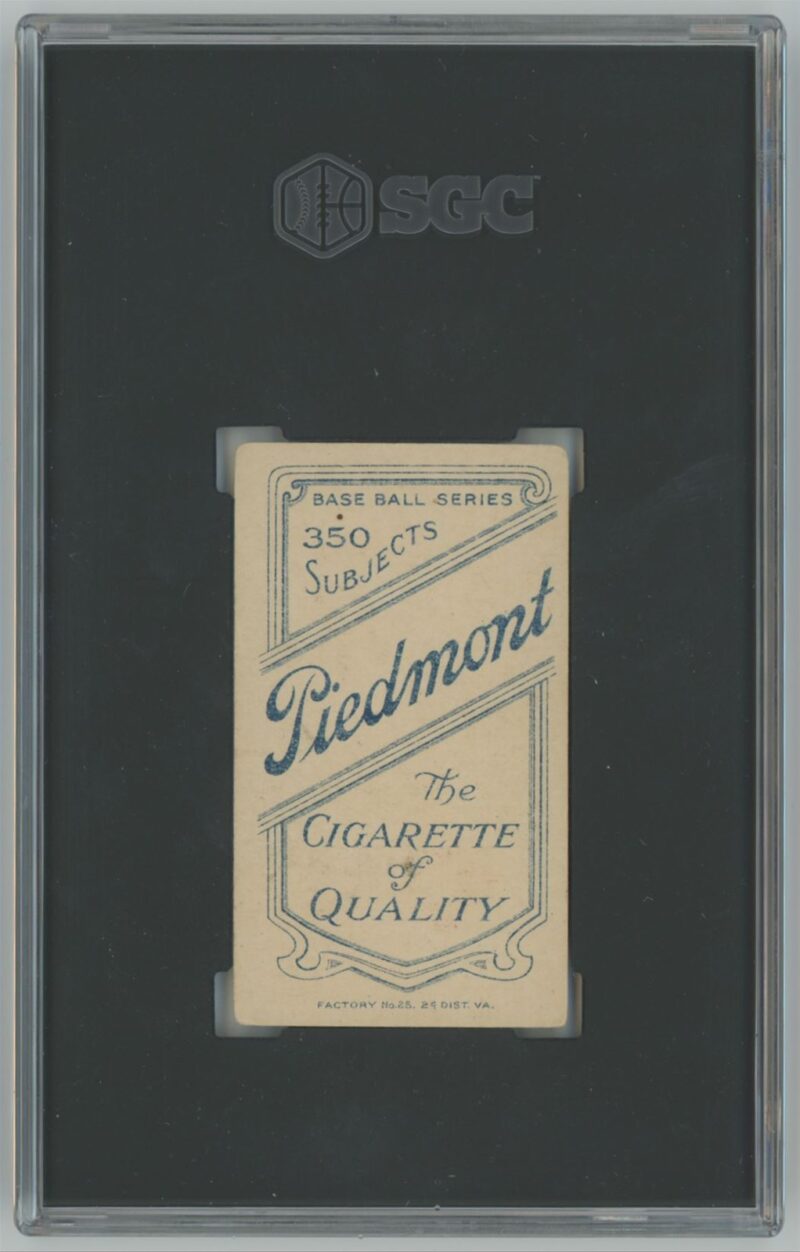 SGC
BASE BALL SERIES
350
SUBJECTS
Piedmont
The
CIGARETTE
of
QUALITY
FACTORY No. 25, 2D DIST. VA.